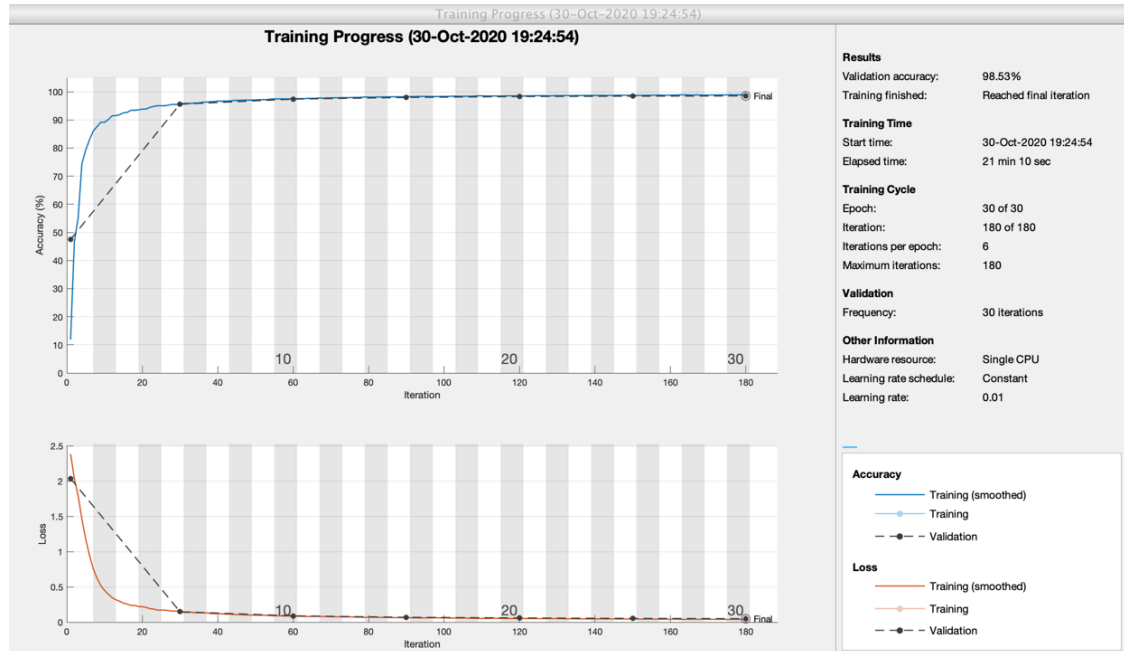 Training Progress (30-Oct-2020 19:24:54)
Training Progress (30-Oct-2020 19:24:54)
Accuracy (%)
100
90
80
70
60
50
40
30
20
10
0
Final
10
20
30
0
20
40
60
80
100
120
140
160
180
Iteration
Loss
2.5
2
1.5
1
0.5
0
10
20
30
Final
0
20
40
60
80
100
120
140
160
180
Iteration
Results
Validation accuracy: 98.53%
Training finished: Reached final iteration
Training Time
Start time: 30-Oct-2020 19:24:54
Elapsed time: 21 min 10 sec
Training Cycle
Epoch: 30 of 30
Iteration: 180 of 180
Iterations per epoch: 6
Maximum iterations: 180
Validation
Frequency: 30 iterations
Other Information
Hardware resource: Single CPU
Learning rate schedule: Constant
Learning rate: 0.01
Accuracy
Training (smoothed)
Training
Validation
Loss
Training (smoothed)
Training
Validation